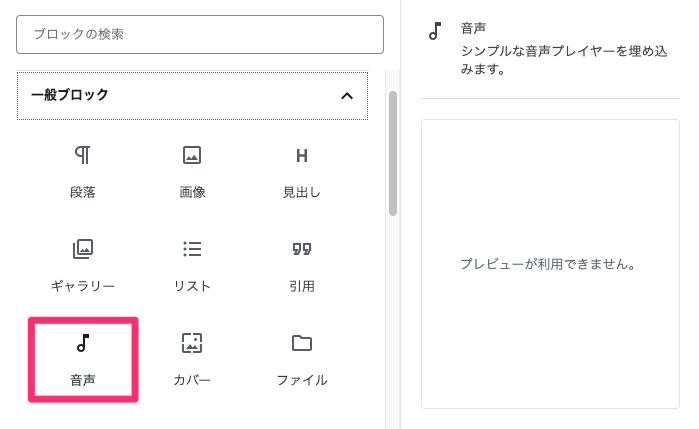 ブロックの検索
一般ブロック
段落
画像
見出し
ギャラリー
リスト
引用
音声
カバー
ファイル
音声
シンプルな音声プレイヤーを埋め込
みます。
プレビューが利用できません。